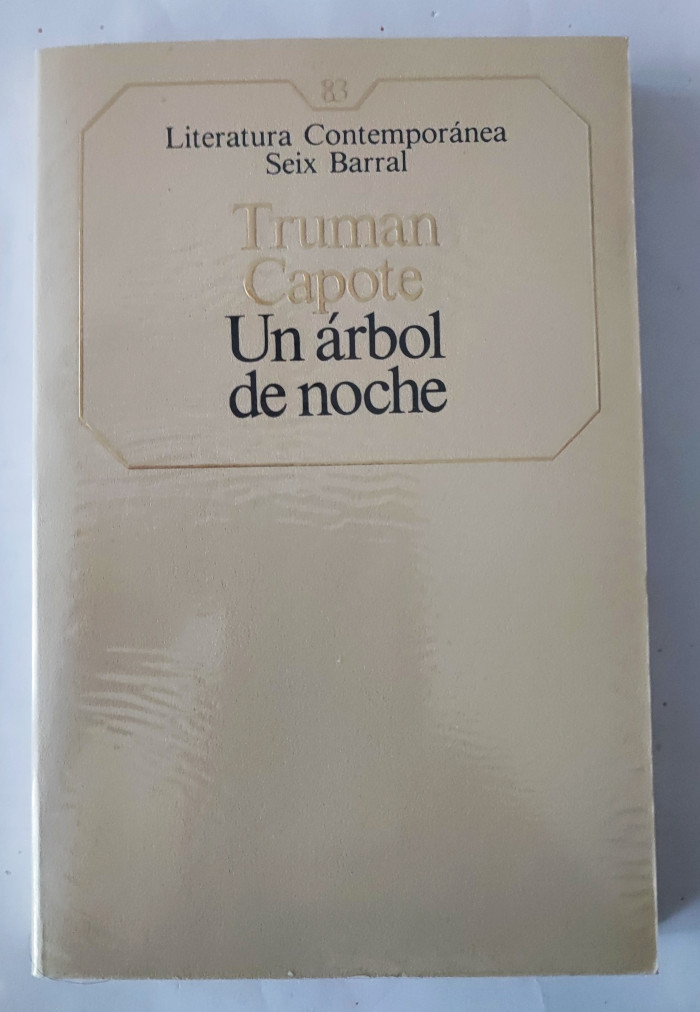 83
Literatura Contemporánea
Seix Barral
Truman
Capote
Un árbol
de noche